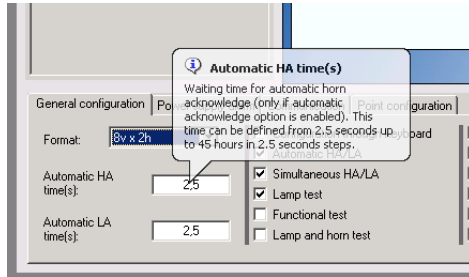 Automatic HA time(s)
Waiting time for automatic horn
acknowledge (only if automatic
acknowledge option is enabled). This
time can be defined from 2.5 seconds up
to 45 hours in 2.5 seconds steps.
General configuration
Point configuration
Format:
8v x 2h
Automatic HA/LA
Automatic HA
time(s):
2,5
Simultaneous HA/LA
Lamp test
Automatic LA
time(s):
2,5
Functional test
Lamp and horn test